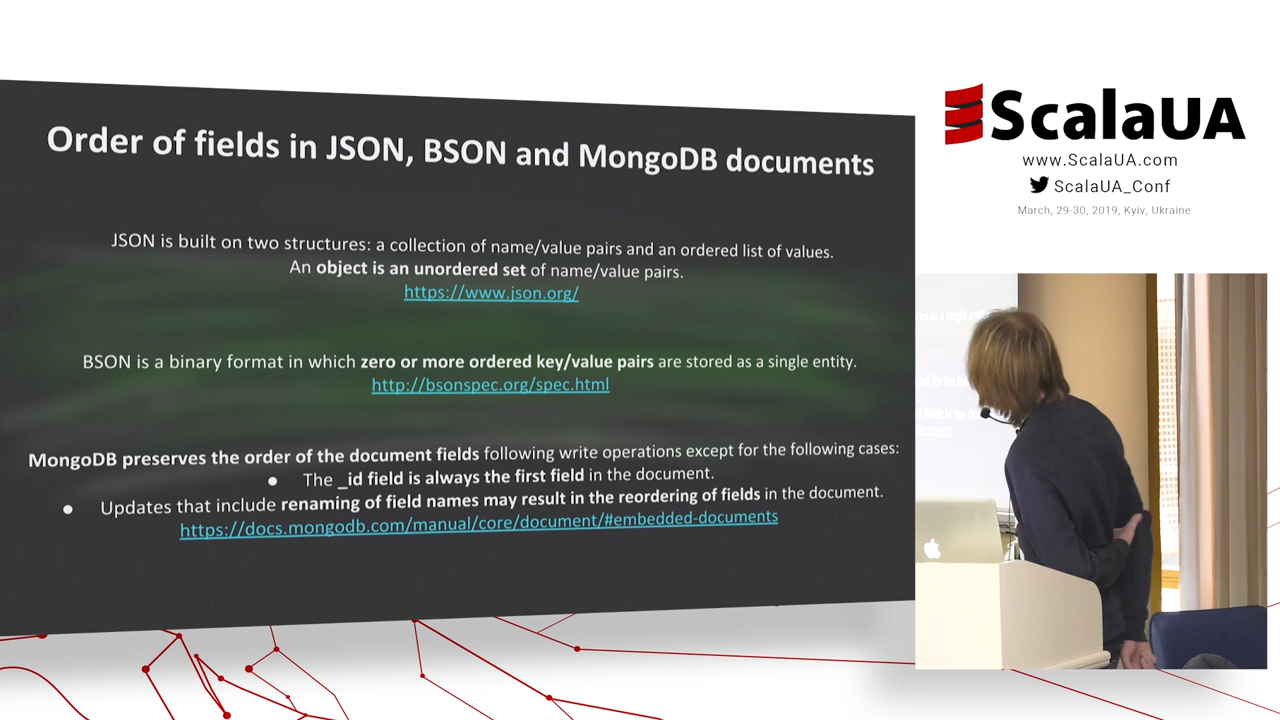 Order of fields in JSON, BSON and MongoDB documents
JSON is built on two structures: a collection of name/value pairs and an ordered list of values.
An object is an unordered set of name/value pairs.
https://www.json.org/
BSON is a binary format in which zero or more ordered key/value pairs are stored as a single entity.
http://bsonspec.org/spec.html
MongoDB preserves the order of the document fields following write operations except for the following cases:
● The _id field is always the first field in the document.
● Updates that include renaming of field names may result in the reordering of fields in the document.
https://docs.mongodb.com/manual/core/document/#embedded-documents
ScalaUA
www.ScalaUA.com
ScalaUA_Conf
March, 29-30, 2019, Kyiv, Ukraine